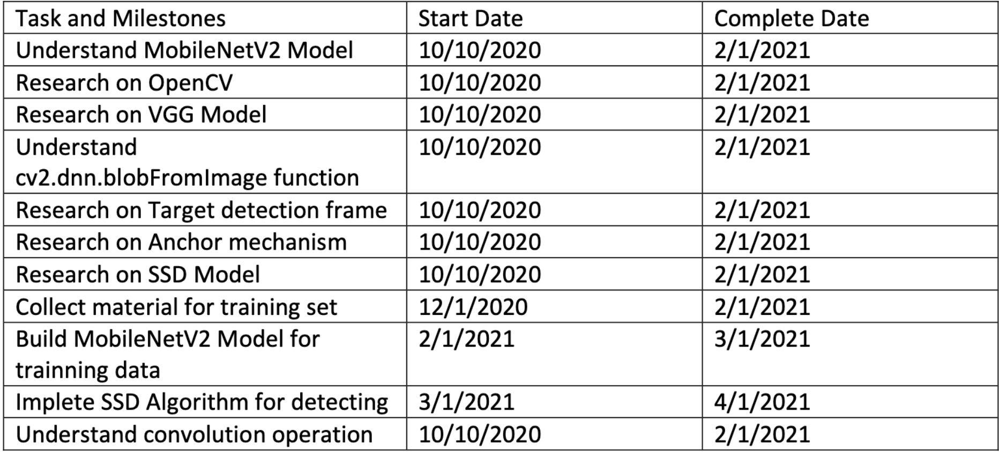 Task and Milestones Start Date Complete Date
Understand MobileNetV2 Model 10/10/2020 2/1/2021
Research on OpenCV 10/10/2020 2/1/2021
Research on VGG Model 10/10/2020 2/1/2021
Understand 10/10/2020 2/1/2021
cv2.dnn.blobFromImage function
Research on Target detection frame 10/10/2020 2/1/2021
Research on Anchor mechanism 10/10/2020 2/1/2021
Research on SSD Model 10/10/2020 2/1/2021
Collect material for training set 12/1/2020 2/1/2021
Build MobileNetV2 Model for 2/1/2021 3/1/2021
trainning data
Implete SSD Algorithm for detecting 3/1/2021 4/1/2021
Understand convolution operation 10/10/2020 2/1/2021